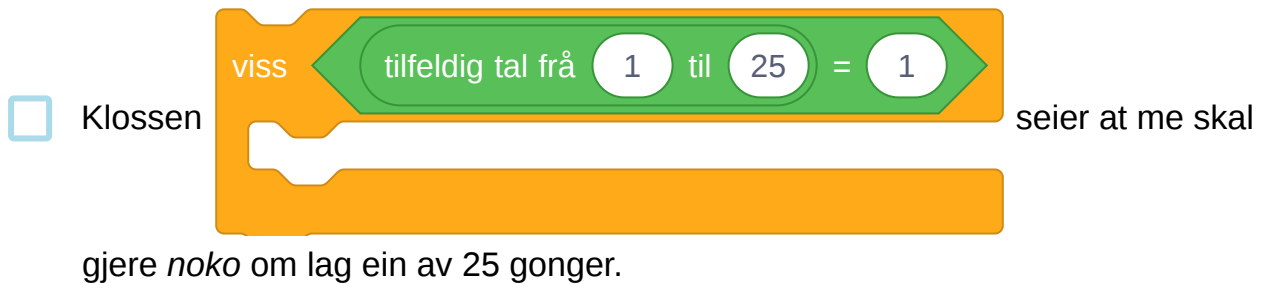 viss tilfeldig tal frå 1 til 25 = 1
Klossen seier at me skal
gjere noko om lag ein av 25 gonger.